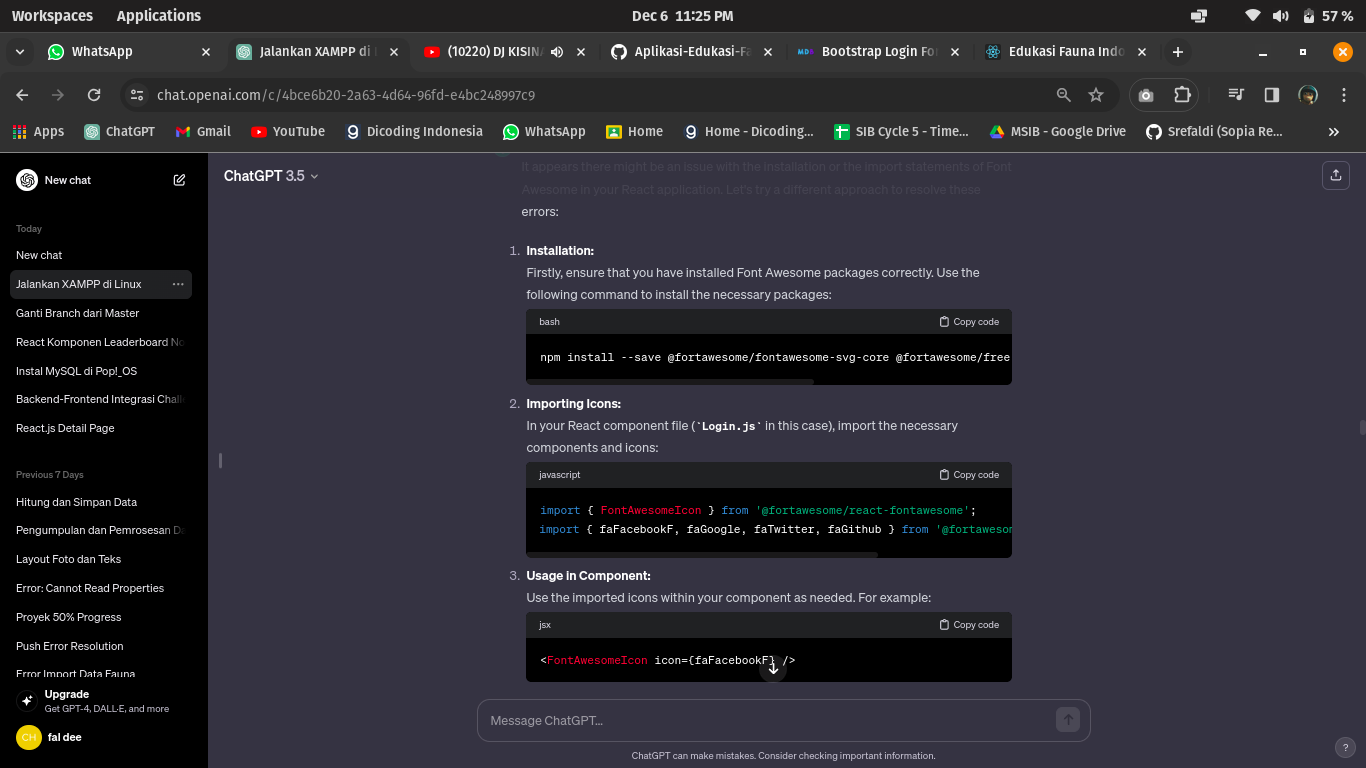 Workspaces Applications Dec 6 11:25 PM 57 %
WhatsApp Jalankan XAMPP di (10220) DJ KISINA Aplikasi-Edukasi-Fa Bootstrap Login For Edukasi Fauna Indo
chat.openai.com/c/4bce6b20-2a63-4d64-96fd-e4bc248997c9
Apps ChatGPT Gmail YouTube Dicoding Indonesia WhatsApp Home Home - Dicoding... SIB Cycle 5 - Time... MSIB - Google Drive Srefaldi (Sopia Re... »
New chat
Today
New chat
Jalankan XAMPP di Linux
Ganti Branch dari Master
React Komponen Leaderboard No
Instal MySQL di Pop!_OS
Backend-Frontend Integrasi Chall
React.js Detail Page
Previous 7 Days
Hitung dan Simpan Data
Pengumpulan dan Pemrosesan Da
Layout Foto dan Teks
Error: Cannot Read Properties
Proyek 50% Progress
Push Error Resolution
Error Import Data Fauna
Upgrade
Get GPT-4, DALL·E, and more
CH fal dee
ChatGPT 3.5
It appears there might be an issue with the installation or the import statements of Font
Awesome in your React application. Let's try a different approach to resolve these
errors:
1. Installation:
Firstly, ensure that you have installed Font Awesome packages correctly. Use the
following command to install the necessary packages:
bash Copy code
npm install --save @fortawesome/fontawesome-svg-core @fortawesome/free
2. Importing Icons:
In your React component file (`Login.js` in this case), import the necessary
components and icons:
javascript Copy code
import { FontAwesomeIcon } from '@fortawesome/react-fontawesome';
import { faFacebookF, faGoogle, faTwitter, faGithub } from '@fortawesom
3. Usage in Component:
Use the imported icons within your component as needed. For example:
jsx Copy code
<FontAwesomeIcon icon={faFacebookF} />
Message ChatGPT...
ChatGPT can make mistakes. Consider checking important information.
?